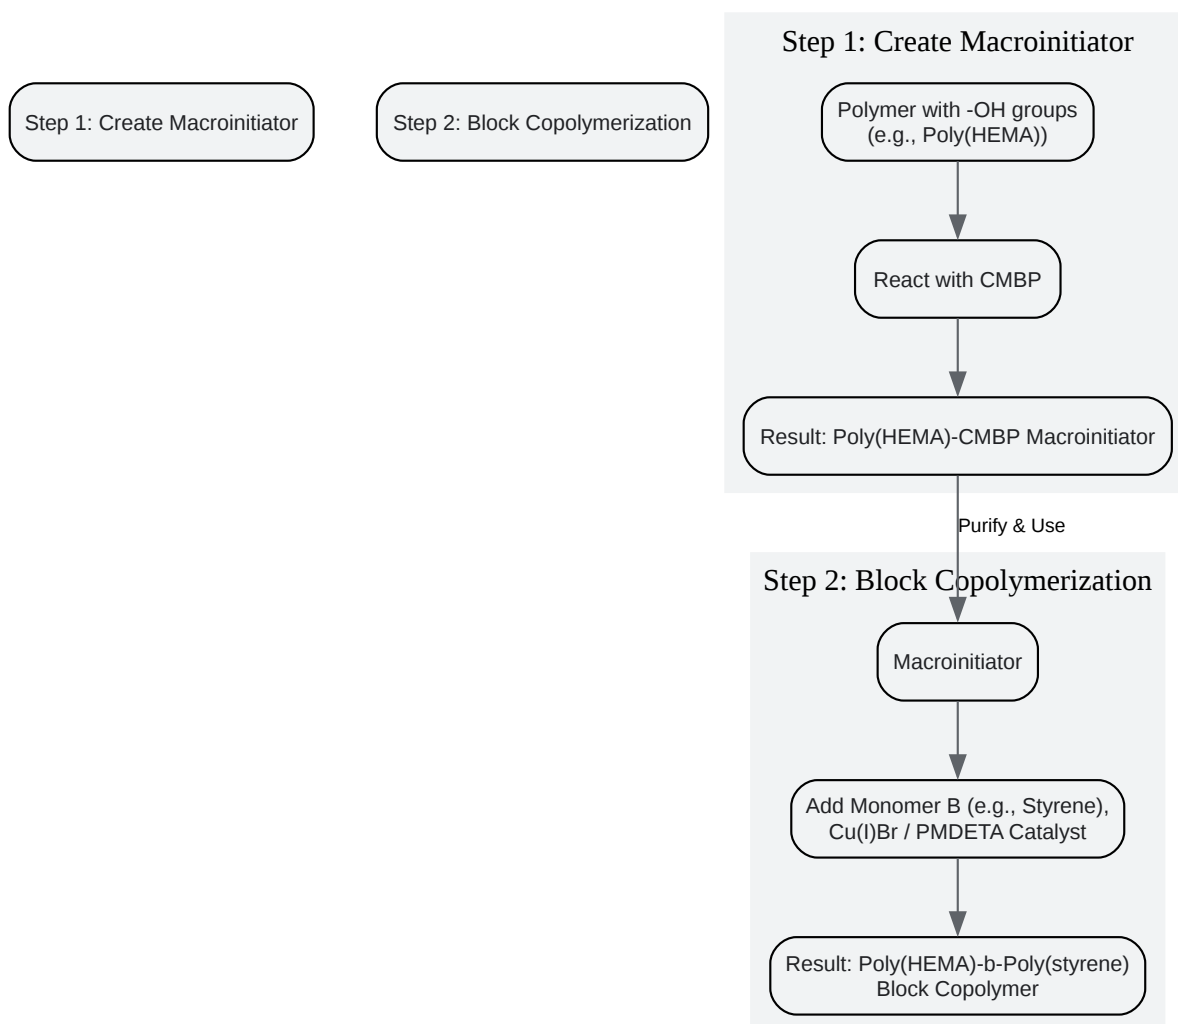 Step 1: Create Macroinitiator
Step 2: Block Copolymerization
Step 1: Create Macroinitiator
Polymer with -OH groups
(e.g., Poly(HEMA))
React with CMBP
Result: Poly(HEMA)-CMBP Macroinitiator
Purify & Use
Step 2: Block Copolymerization
Macroinitiator
Add Monomer B (e.g., Styrene),
Cu(I)Br / PMDETA Catalyst
Result: Poly(HEMA)-b-Poly(styrene)
Block Copolymer